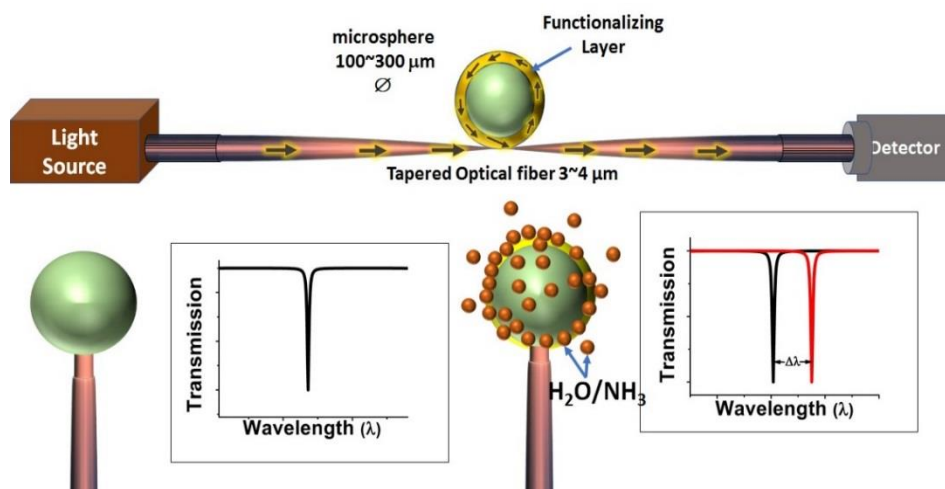 Functionalizing
Layer
microsphere
100~300 μm
∅
Light
Source
Tapered Optical fiber 3~4 μm
Detector
Transmission
Wavelength (λ)
H₂O/NH₃
Transmission
Δλ
Wavelength (λ)